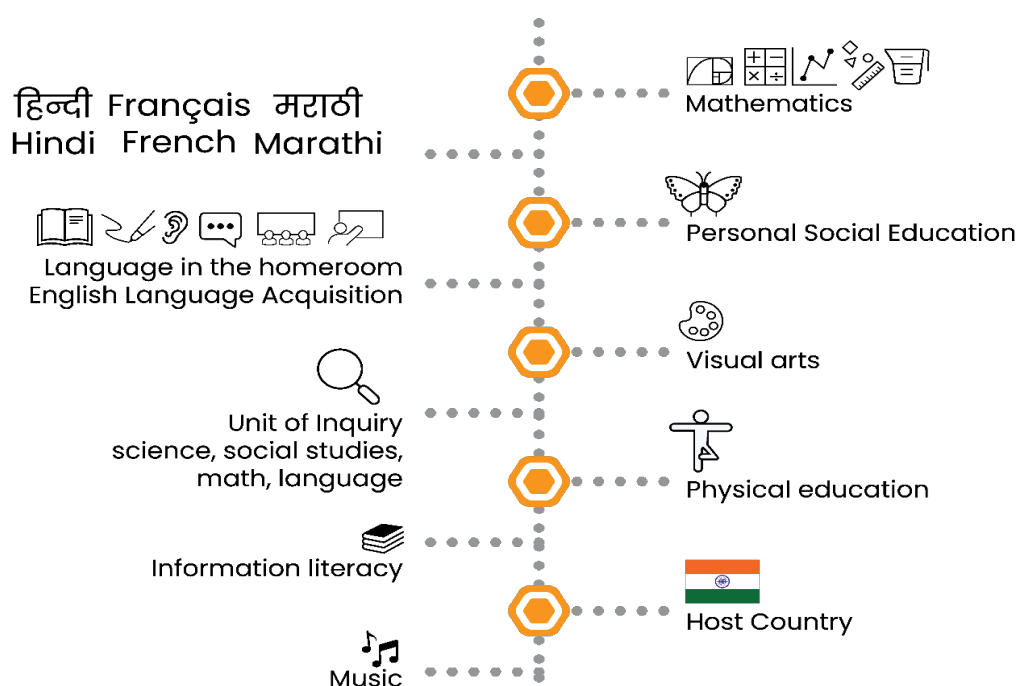 हिन्दी Français मराठी
Hindi French Marathi
Language in the homeroom
English Language Acquisition
Unit of Inquiry
science, social studies,
math, language
Information literacy
Music
Mathematics
Personal Social Education
Visual arts
Physical education
Host Country